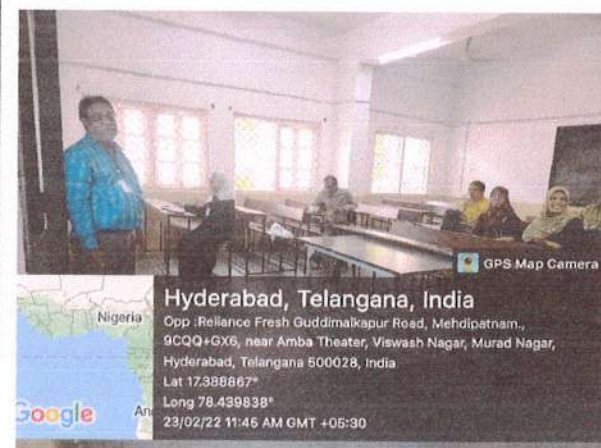 GPS Map Camera
Nigeria
Google
An
Hyderabad, Telangana, India
Opp :Reliance Fresh Guddimalkapur Road, Mehdipatnam.,
9CQQ+GX6, near Amba Theater, Viswash Nagar, Murad Nagar,
Hyderabad, Telangana 500028, India
Lat 17.388867°
Long 78.439838°
23/02/22 11:45 AM GMT +05:30